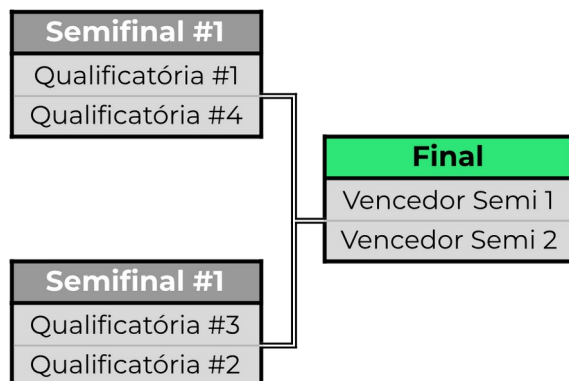 Semifinal #1
Qualificatória #1
Qualificatória #4
Final
Vencedor Semi 1
Vencedor Semi 2
Semifinal #1
Qualificatória #3
Qualificatória #2